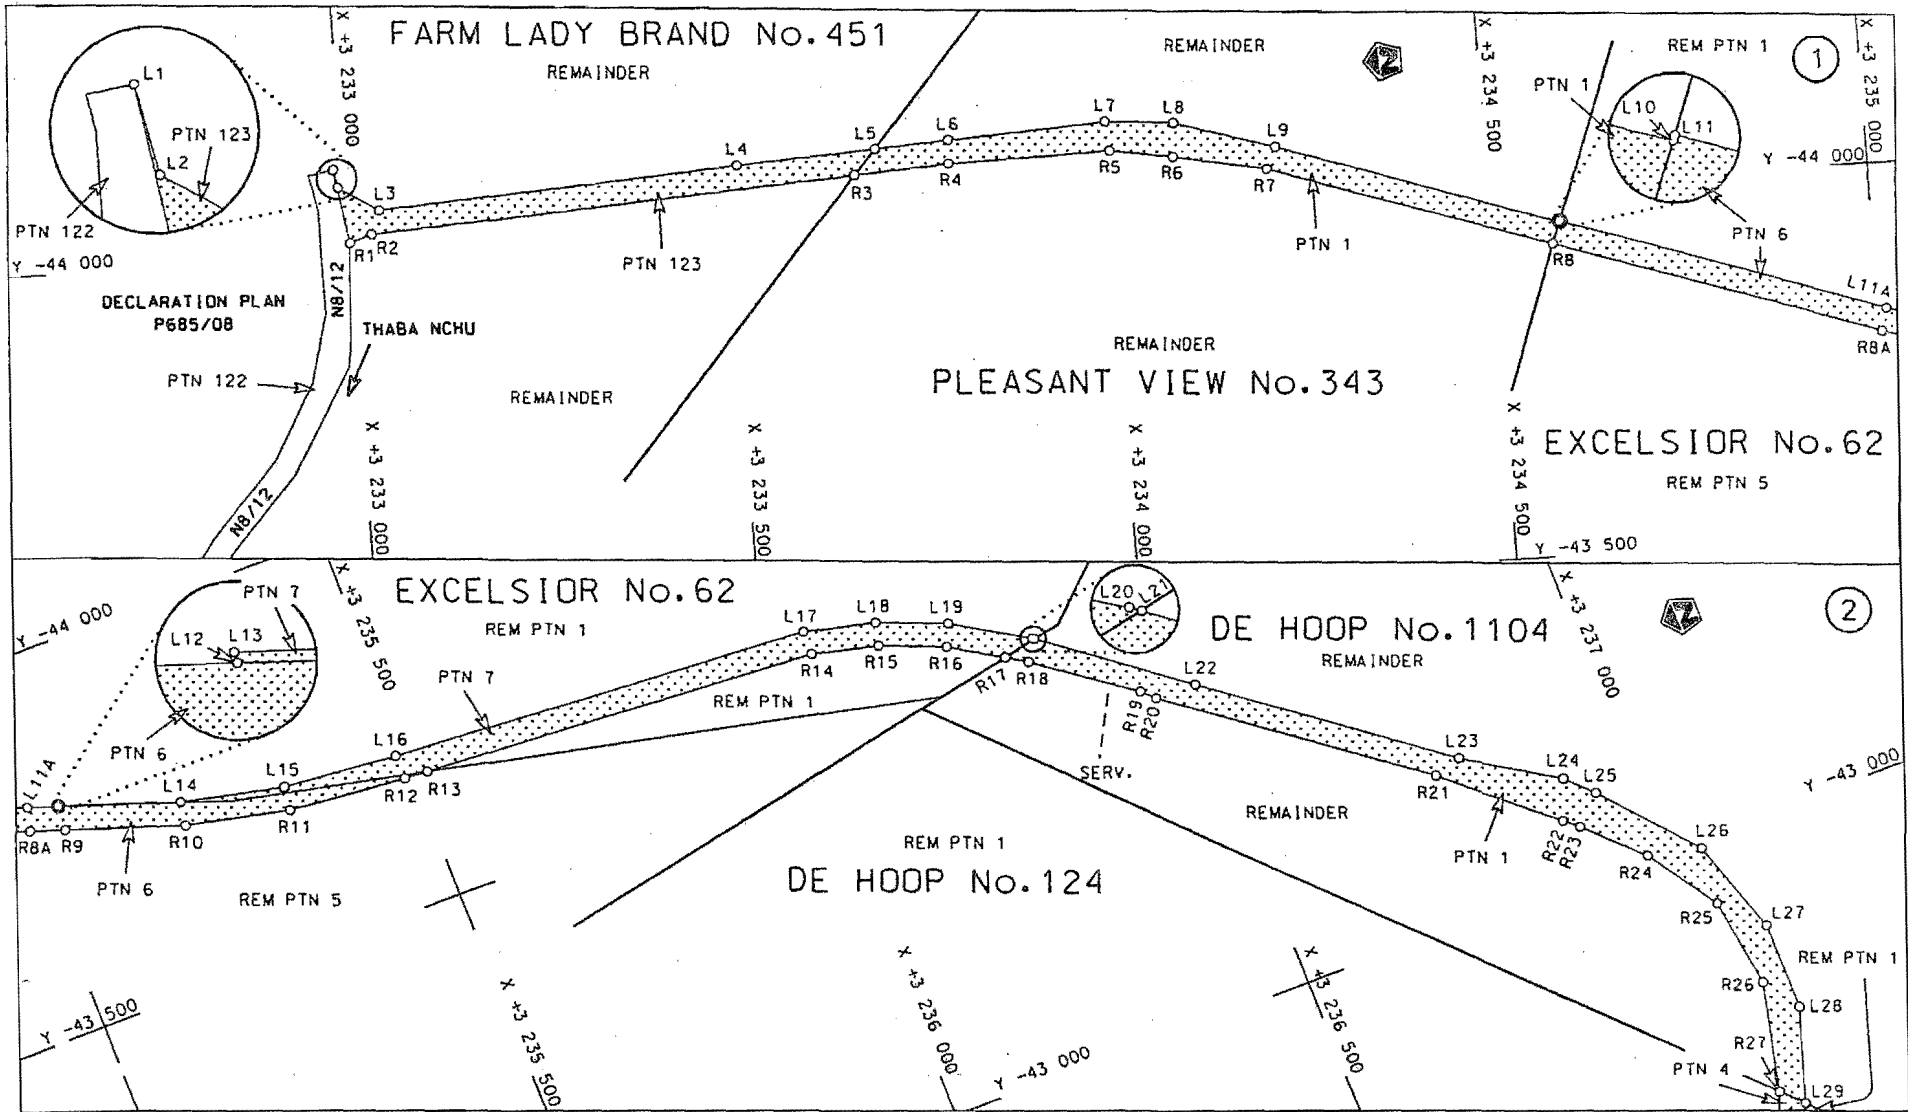 FARM LADY BRAND No.451
REMAINDER
X +3 233 000
REMAINDER
X +3 234 500
REM PTN 1
1
X +3 235 000
L1
PTN 123
L2
PTN 122
L3
L4
L5
L6
L7
L8
L9
PTN 1
L10
L11
Y -44 000
R1
R2
R3
R4
R5
R6
R7
R8
PTN 6
L11A
R8A
Y -44 000
N8/12
PTN 123
PTN 1
DECLARATION PLAN
P685/08
THABA NCHU
PTN 122
REMAINDER
REMAINDER
PLEASANT VIEW No.343
X +3 233 000
X +3 233 500
X +3 234 000
X +3 234 500
EXCELSIOR No.62
REM PTN 5
N8/12
Y -43 500
PTN 7
X +3 235 500
EXCELSIOR No.62
REM PTN 1
Y -44 000
L12
L13
PTN 6
PTN 7
L17
L18
L19
L20
L21
DE HOOP No.1104
REMAINDER
X +3 237 000
2
R14
R15
R16
R17
R18
REM PTN 1
L22
R19
R20
SERV.
L11A
L14
L15
L16
R12
R13
R8A
R9
R10
R11
PTN 6
REM PTN 5
L23
L24
L25
Y -43 000
R21
REMAINDER
PTN 1
R22
R23
R24
R25
L26
L27
REM PTN 1
DE HOOP No.124
X +3 235 500
X +3 236 000
X +3 236 500
Y -43 500
Y -43 000
REM PTN 1
R26
L28
R27
PTN 4
L29